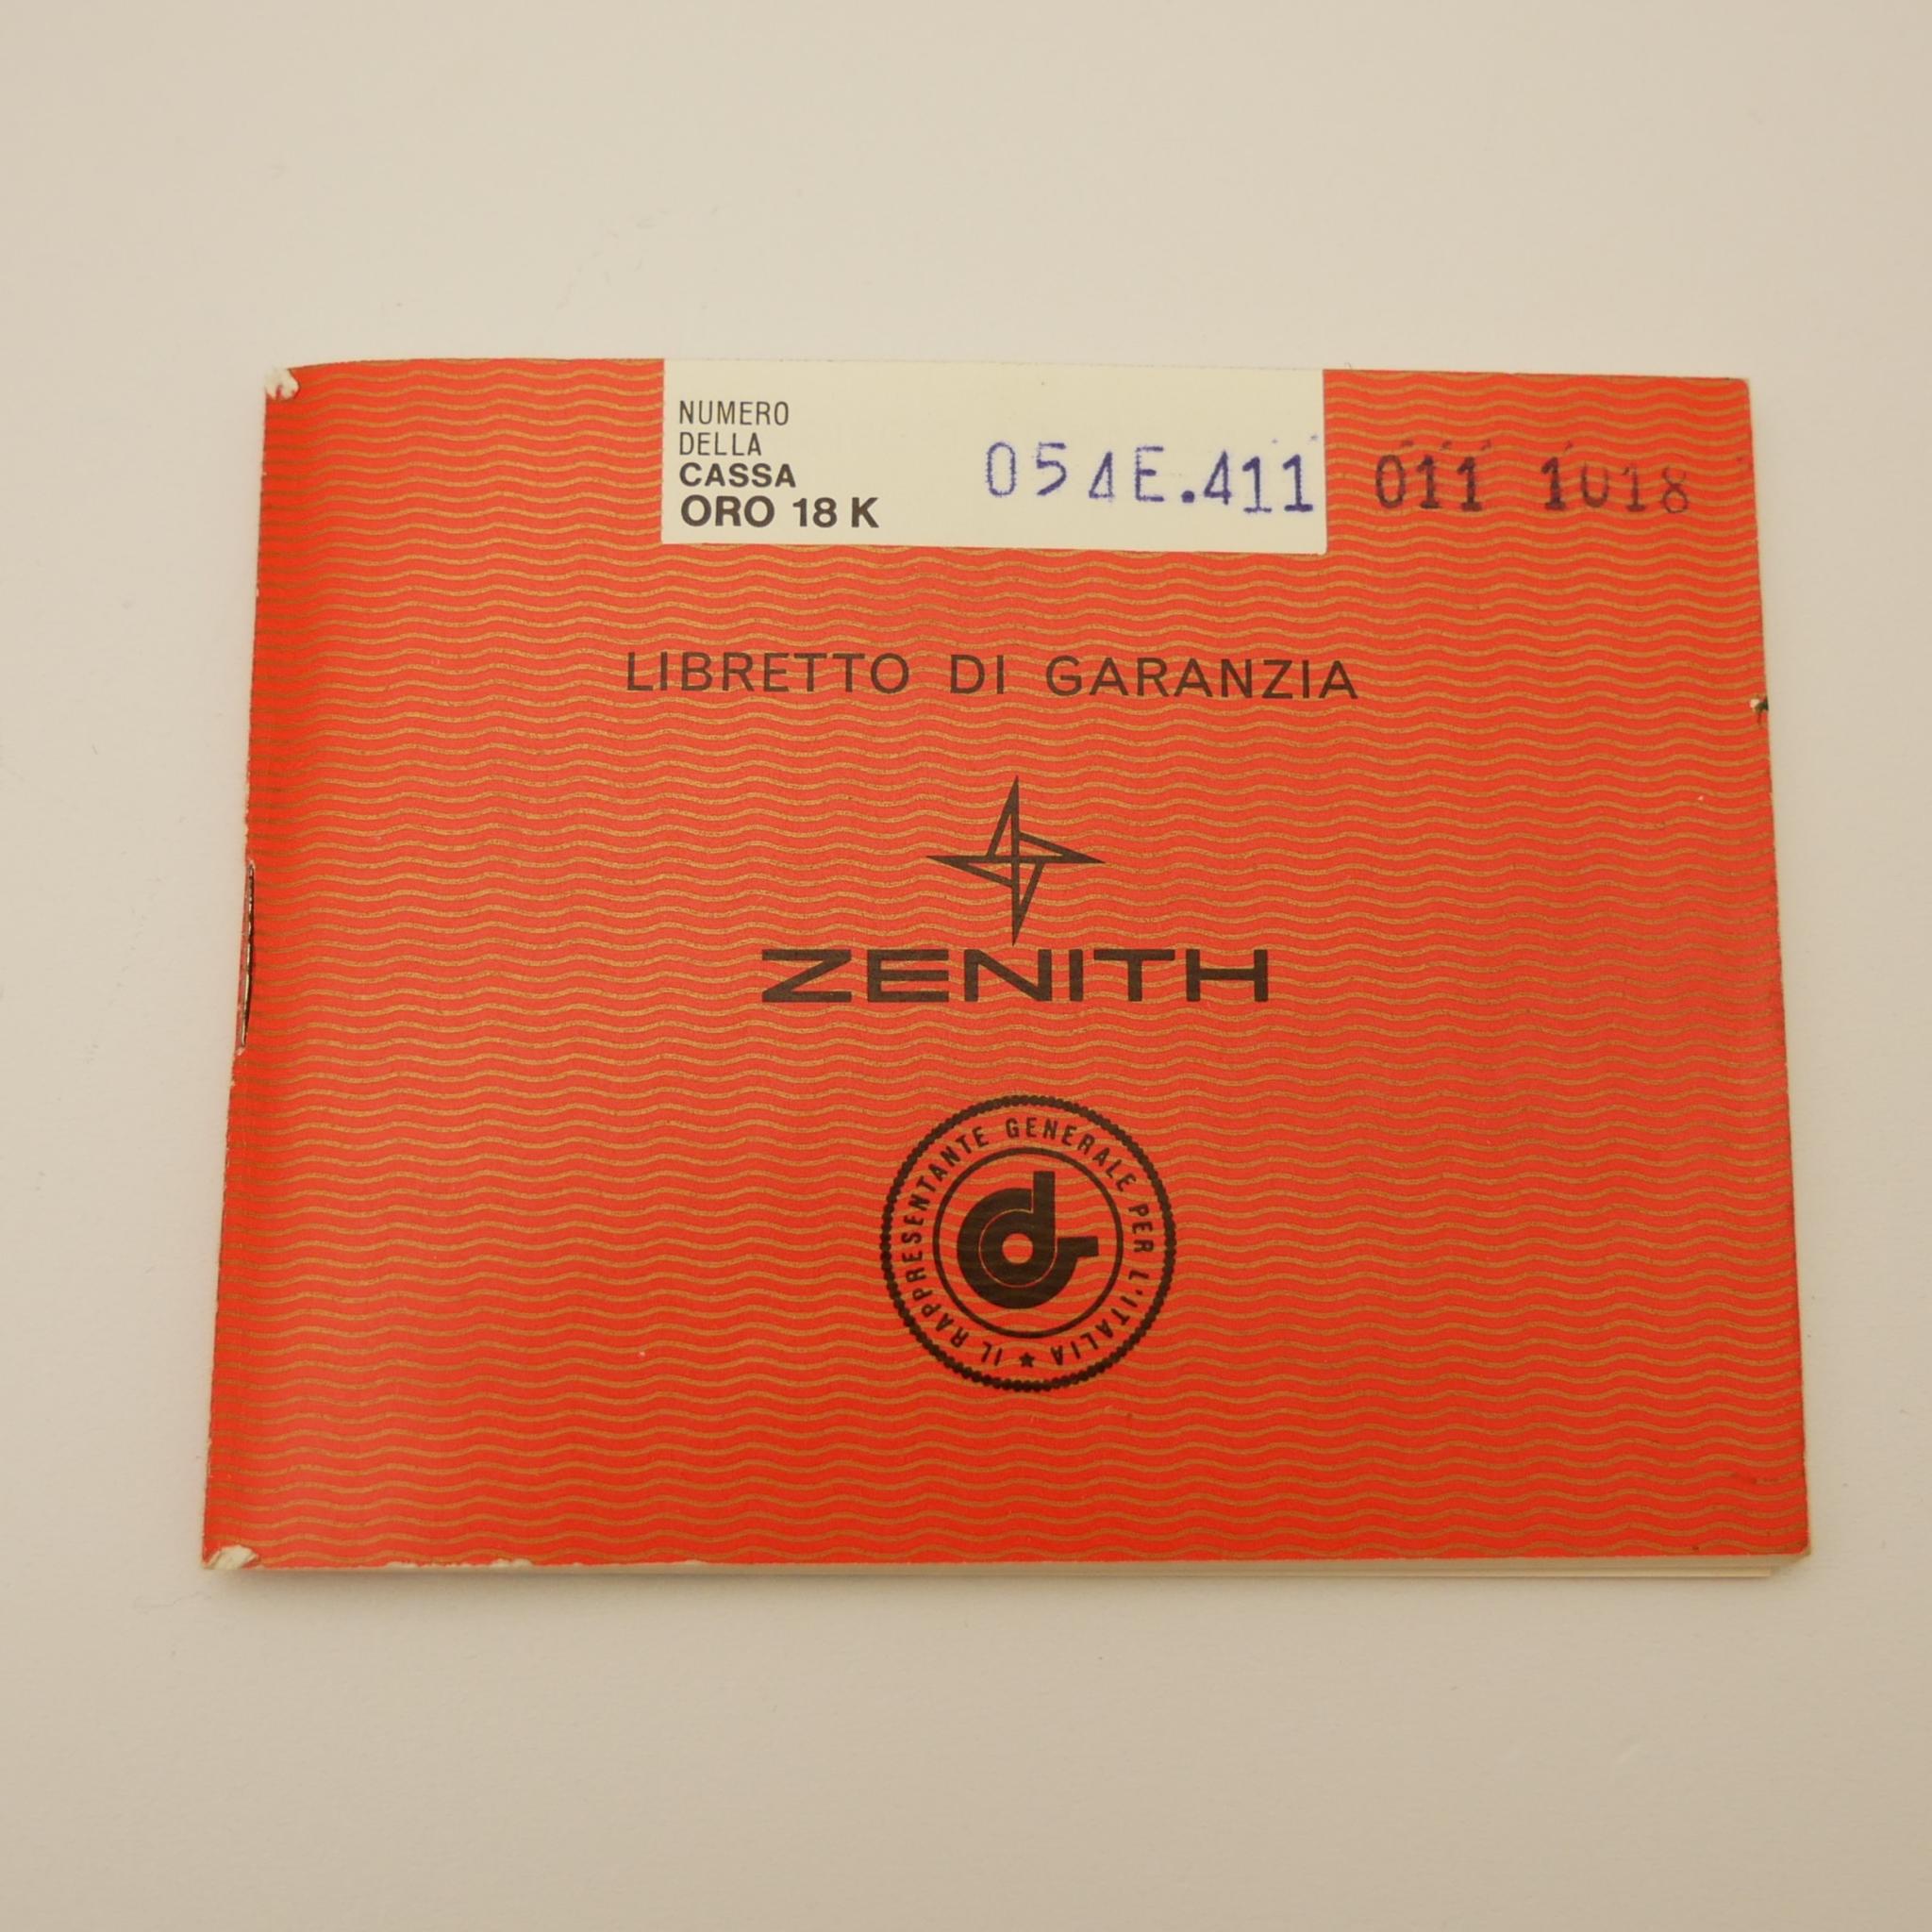 NUMERO
DELLA
CASSA
ORO 18 K
054E.411 011 1018
LIBRETTO DI GARANZIA
ZENITH
IL RAPPRESENTANTE GENERALE PER L'ITALIA